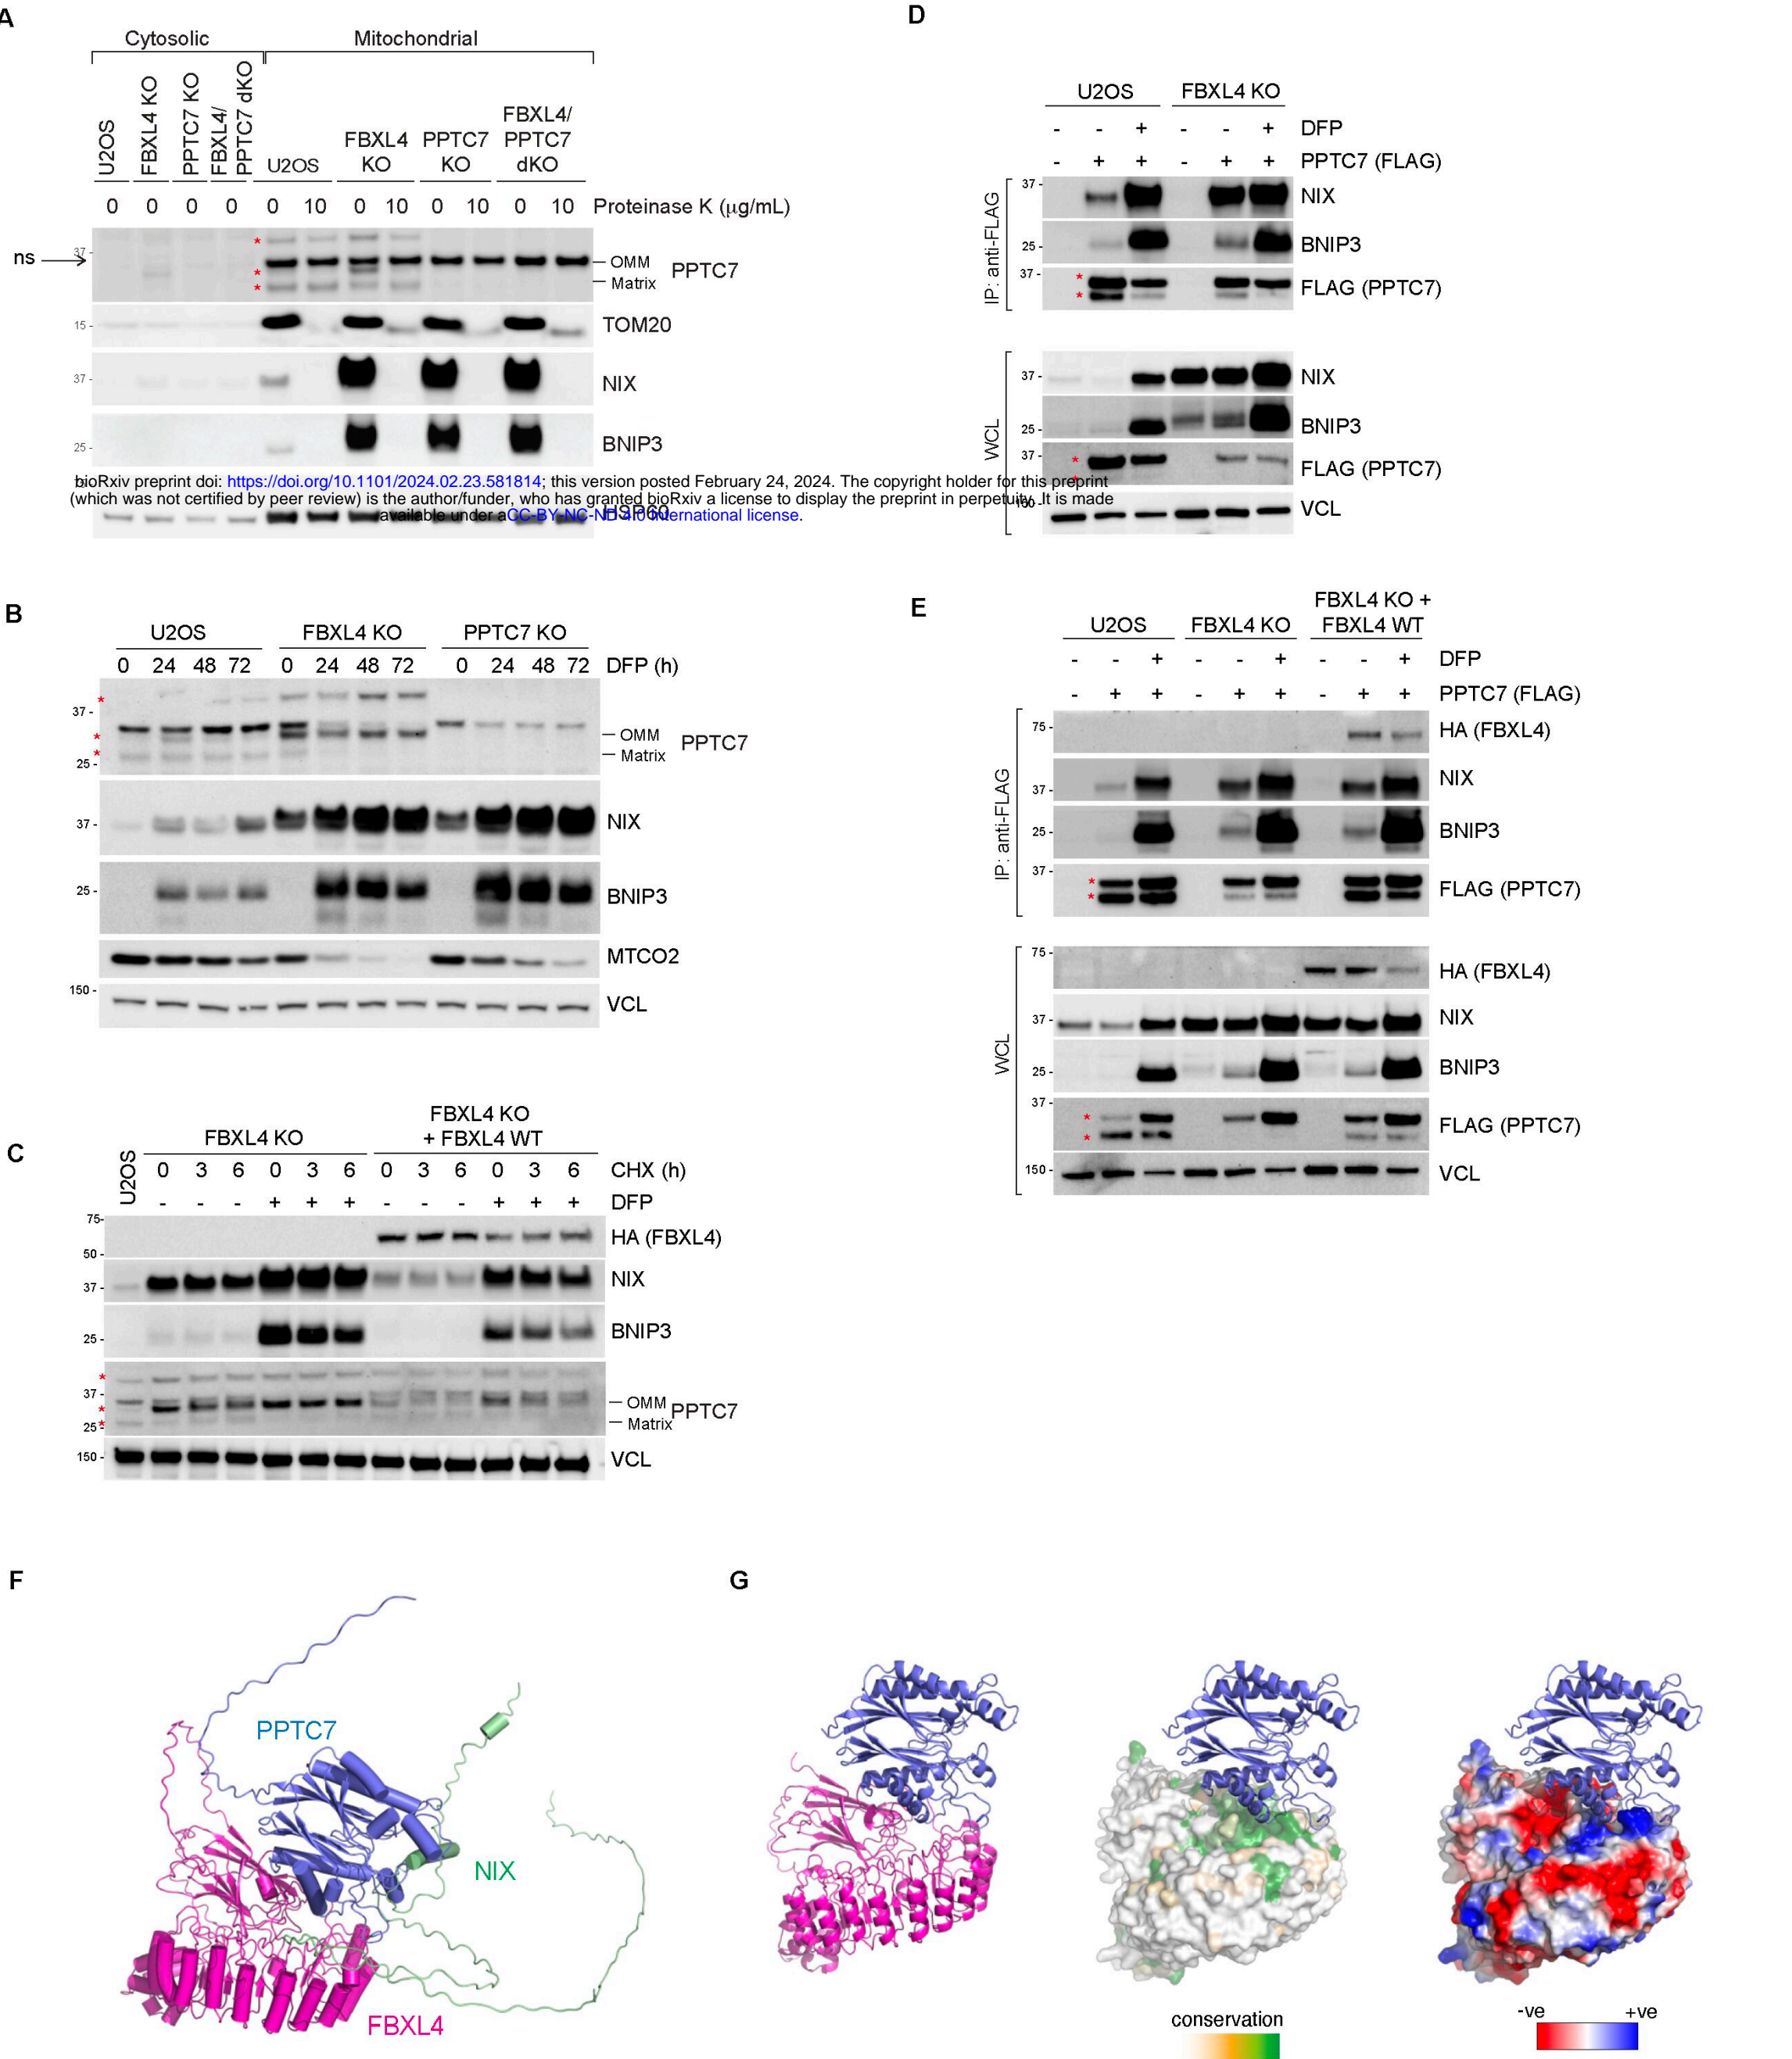 A
Cytosolic
Mitochondrial
U2OS
FBXL4 KO
PPTC7 KO
FBXL4/
PPTC7 dKO
U2OS
FBXL4
KO
PPTC7
KO
FBXL4/
PPTC7
dKO
0 0 0 0 0 10 0 10 0 10 0 10 Proteinase K (μg/mL)
ns
37
* * *
OMM
Matrix
PPTC7
15 - TOM20
37 - NIX
25 - BNIP3
HSP60
bioRxiv preprint doi: https://doi.org/10.1101/2024.02.23.581814; this version posted February 24, 2024. The copyright holder for this preprint
(which was not certified by peer review) is the author/funder, who has granted bioRxiv a license to display the preprint in perpetuity. It is made
available under aCC-BY-NC-ND 4.0 International license.
B
U2OS FBXL4 KO PPTC7 KO
0 24 48 72 0 24 48 72 0 24 48 72 DFP (h)
* * *
37 -
25 -
OMM
Matrix
PPTC7
37 - NIX
25 - BNIP3
MTCO2
150 - VCL
C
U2OS
FBXL4 KO
FBXL4 KO
+ FBXL4 WT
0 3 6 0 3 6 0 3 6 0 3 6 CHX (h)
- - - + + + - - - + + + DFP
75-
50 -
HA (FBXL4)
37 - NIX
25 - BNIP3
* * *
37 -
25 -
OMM
Matrix
PPTC7
150 - VCL
D
U2OS FBXL4 KO
- - + - - + DFP
- + + - + + PPTC7 (FLAG)
IP: anti-FLAG
37 - NIX
25 - BNIP3
37 - * * FLAG (PPTC7)
WCL
37 - NIX
25 - BNIP3
37 - * * FLAG (PPTC7)
150 - VCL
E
U2OS FBXL4 KO
FBXL4 KO +
FBXL4 WT
- - + - - + - - + DFP
- + + - + + - + + PPTC7 (FLAG)
IP: anti-FLAG
75 - HA (FBXL4)
37 - NIX
25 - BNIP3
37 - * * FLAG (PPTC7)
WCL
75 - HA (FBXL4)
37 - NIX
25 - BNIP3
37 - * * FLAG (PPTC7)
150 - VCL
F
PPTC7
NIX
FBXL4
G
conservation
-ve +ve